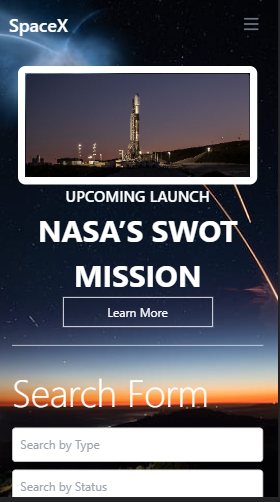 SpaceX
UPCOMING LAUNCH
NASA’S SWOT
MISSION
Learn More
Search Form
Search by Type
Search by Status